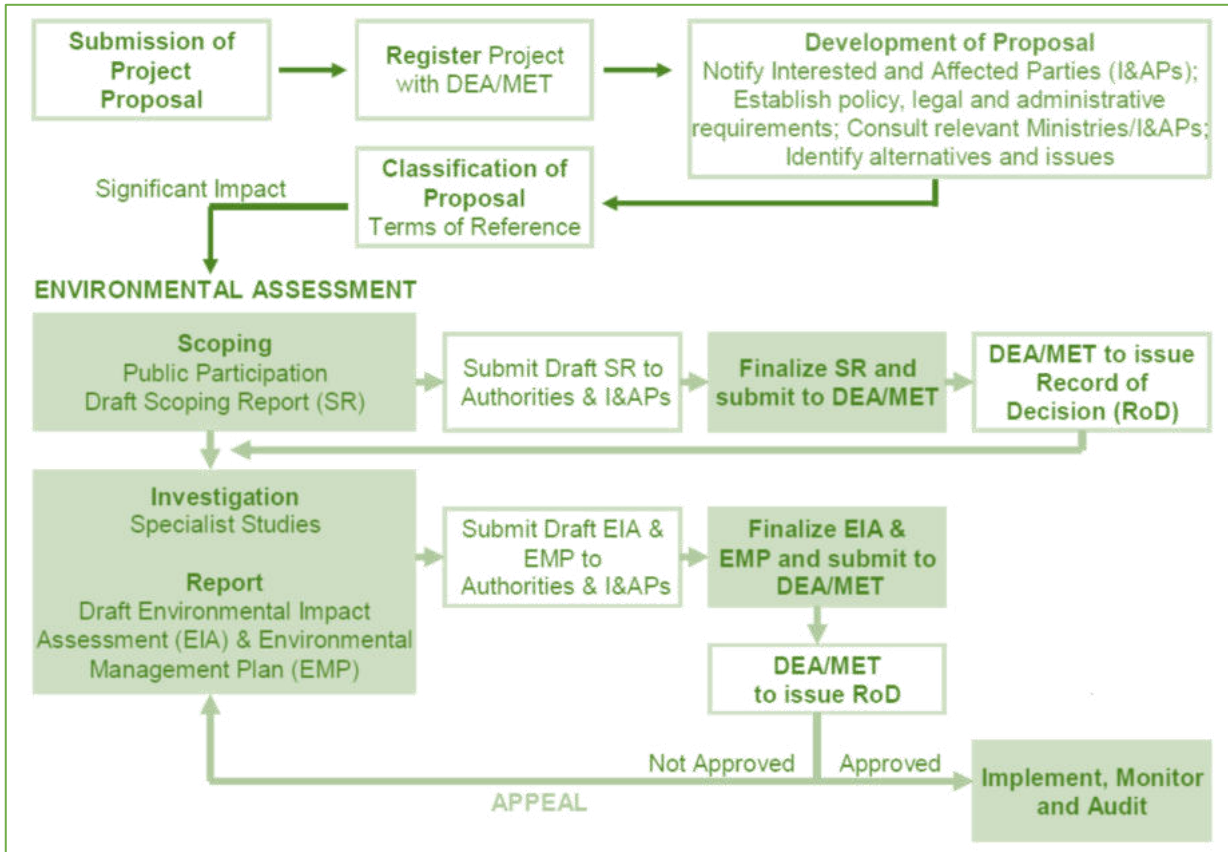 Submission of
Project
Proposal
Register Project
with DEA/MET
Development of Proposal
Notify Interested and Affected Parties (I&APs);
Establish policy, legal and administrative
requirements; Consult relevant Ministries/I&APs;
Identify alternatives and issues
Significant Impact
Classification of
Proposal
Terms of Reference
ENVIRONMENTAL ASSESSMENT
Scoping
Public Participation
Draft Scoping Report (SR)
Submit Draft SR to
Authorities & I&APs
Finalize SR and
submit to DEA/MET
DEA/MET to issue
Record of
Decision (RoD)
Investigation
Specialist Studies
Report
Draft Environmental Impact
Assessment (EIA) & Environmental
Management Plan (EMP)
Submit Draft EIA &
EMP to
Authorities & I&APs
Finalize EIA &
EMP and submit to
DEA/MET
DEA/MET
to issue RoD
Not Approved
Approved
APPEAL
Implement, Monitor
and Audit